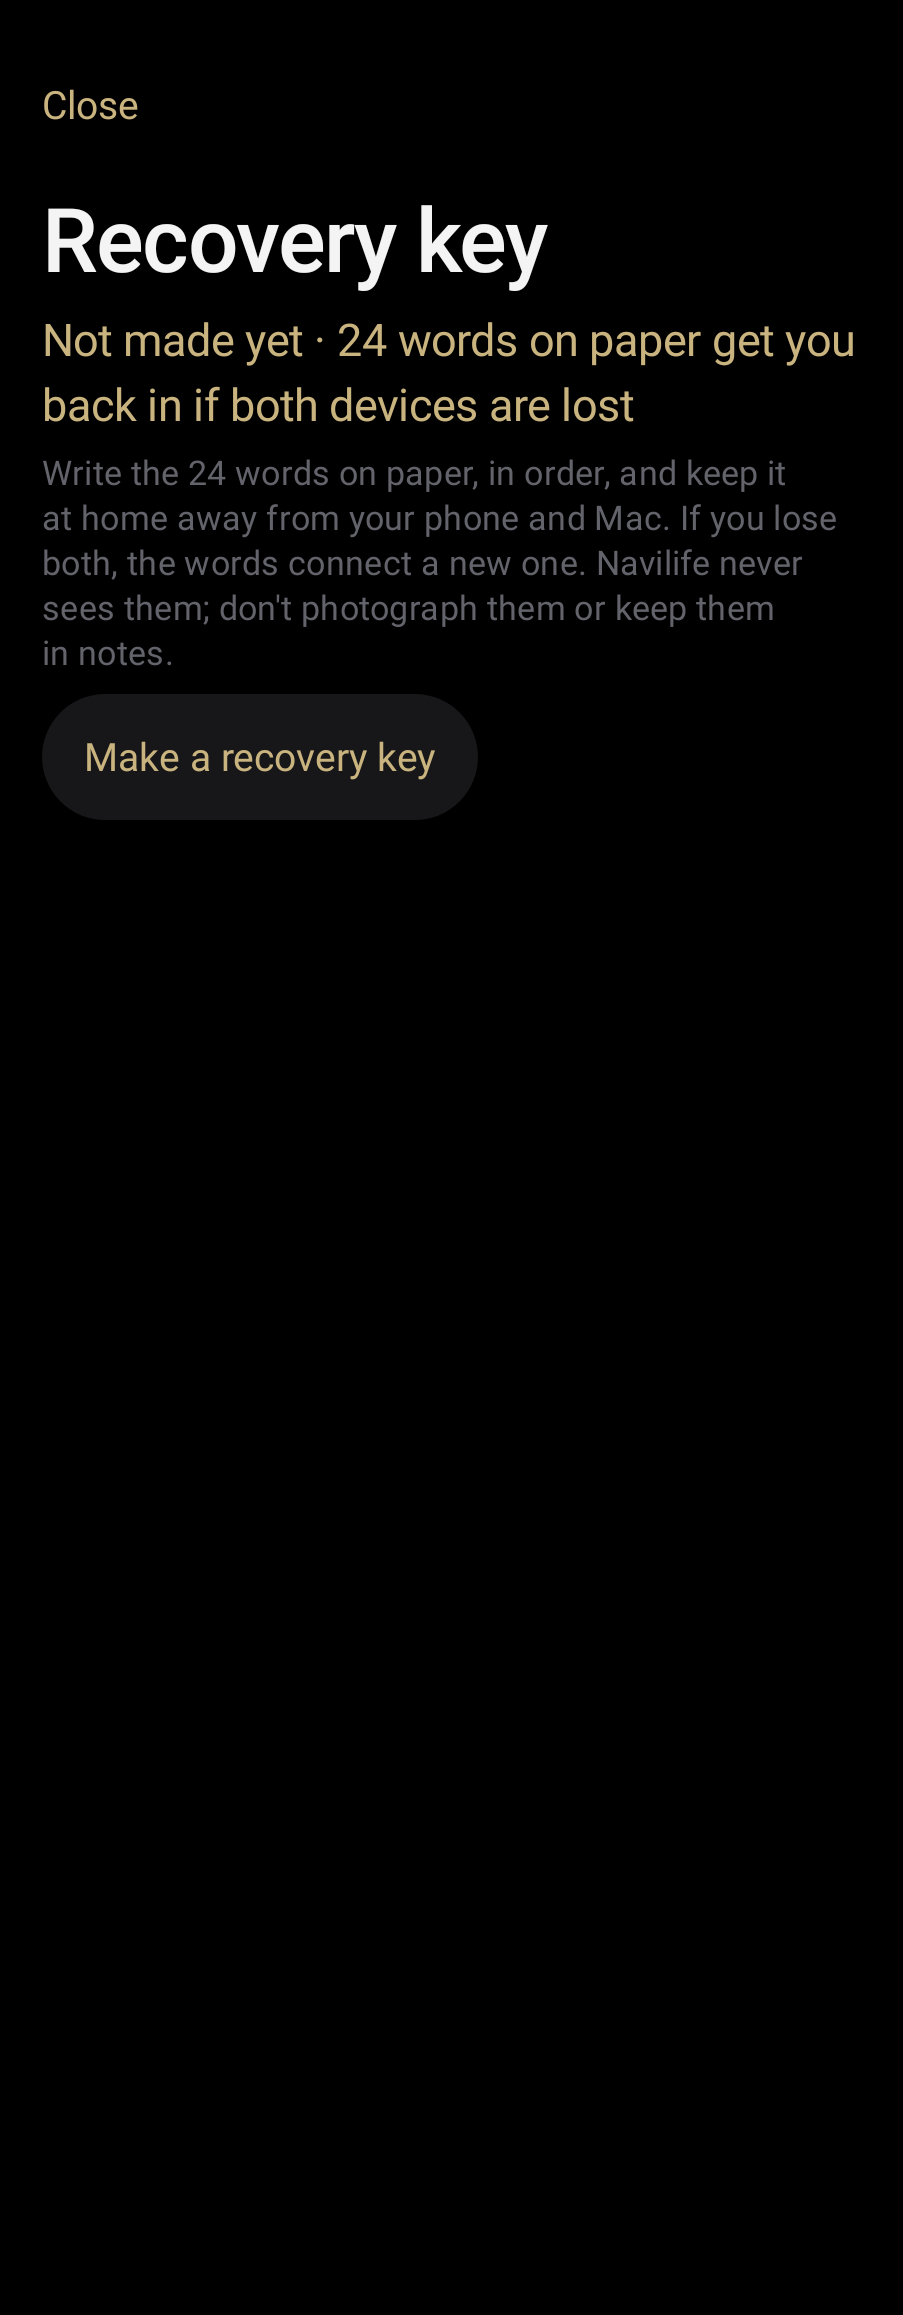 Close
Recovery key
Not made yet · 24 words on paper get you
back in if both devices are lost
Write the 24 words on paper, in order, and keep it
at home away from your phone and Mac. If you lose
both, the words connect a new one. Navilife never
sees them; don't photograph them or keep them
in notes.
Make a recovery key